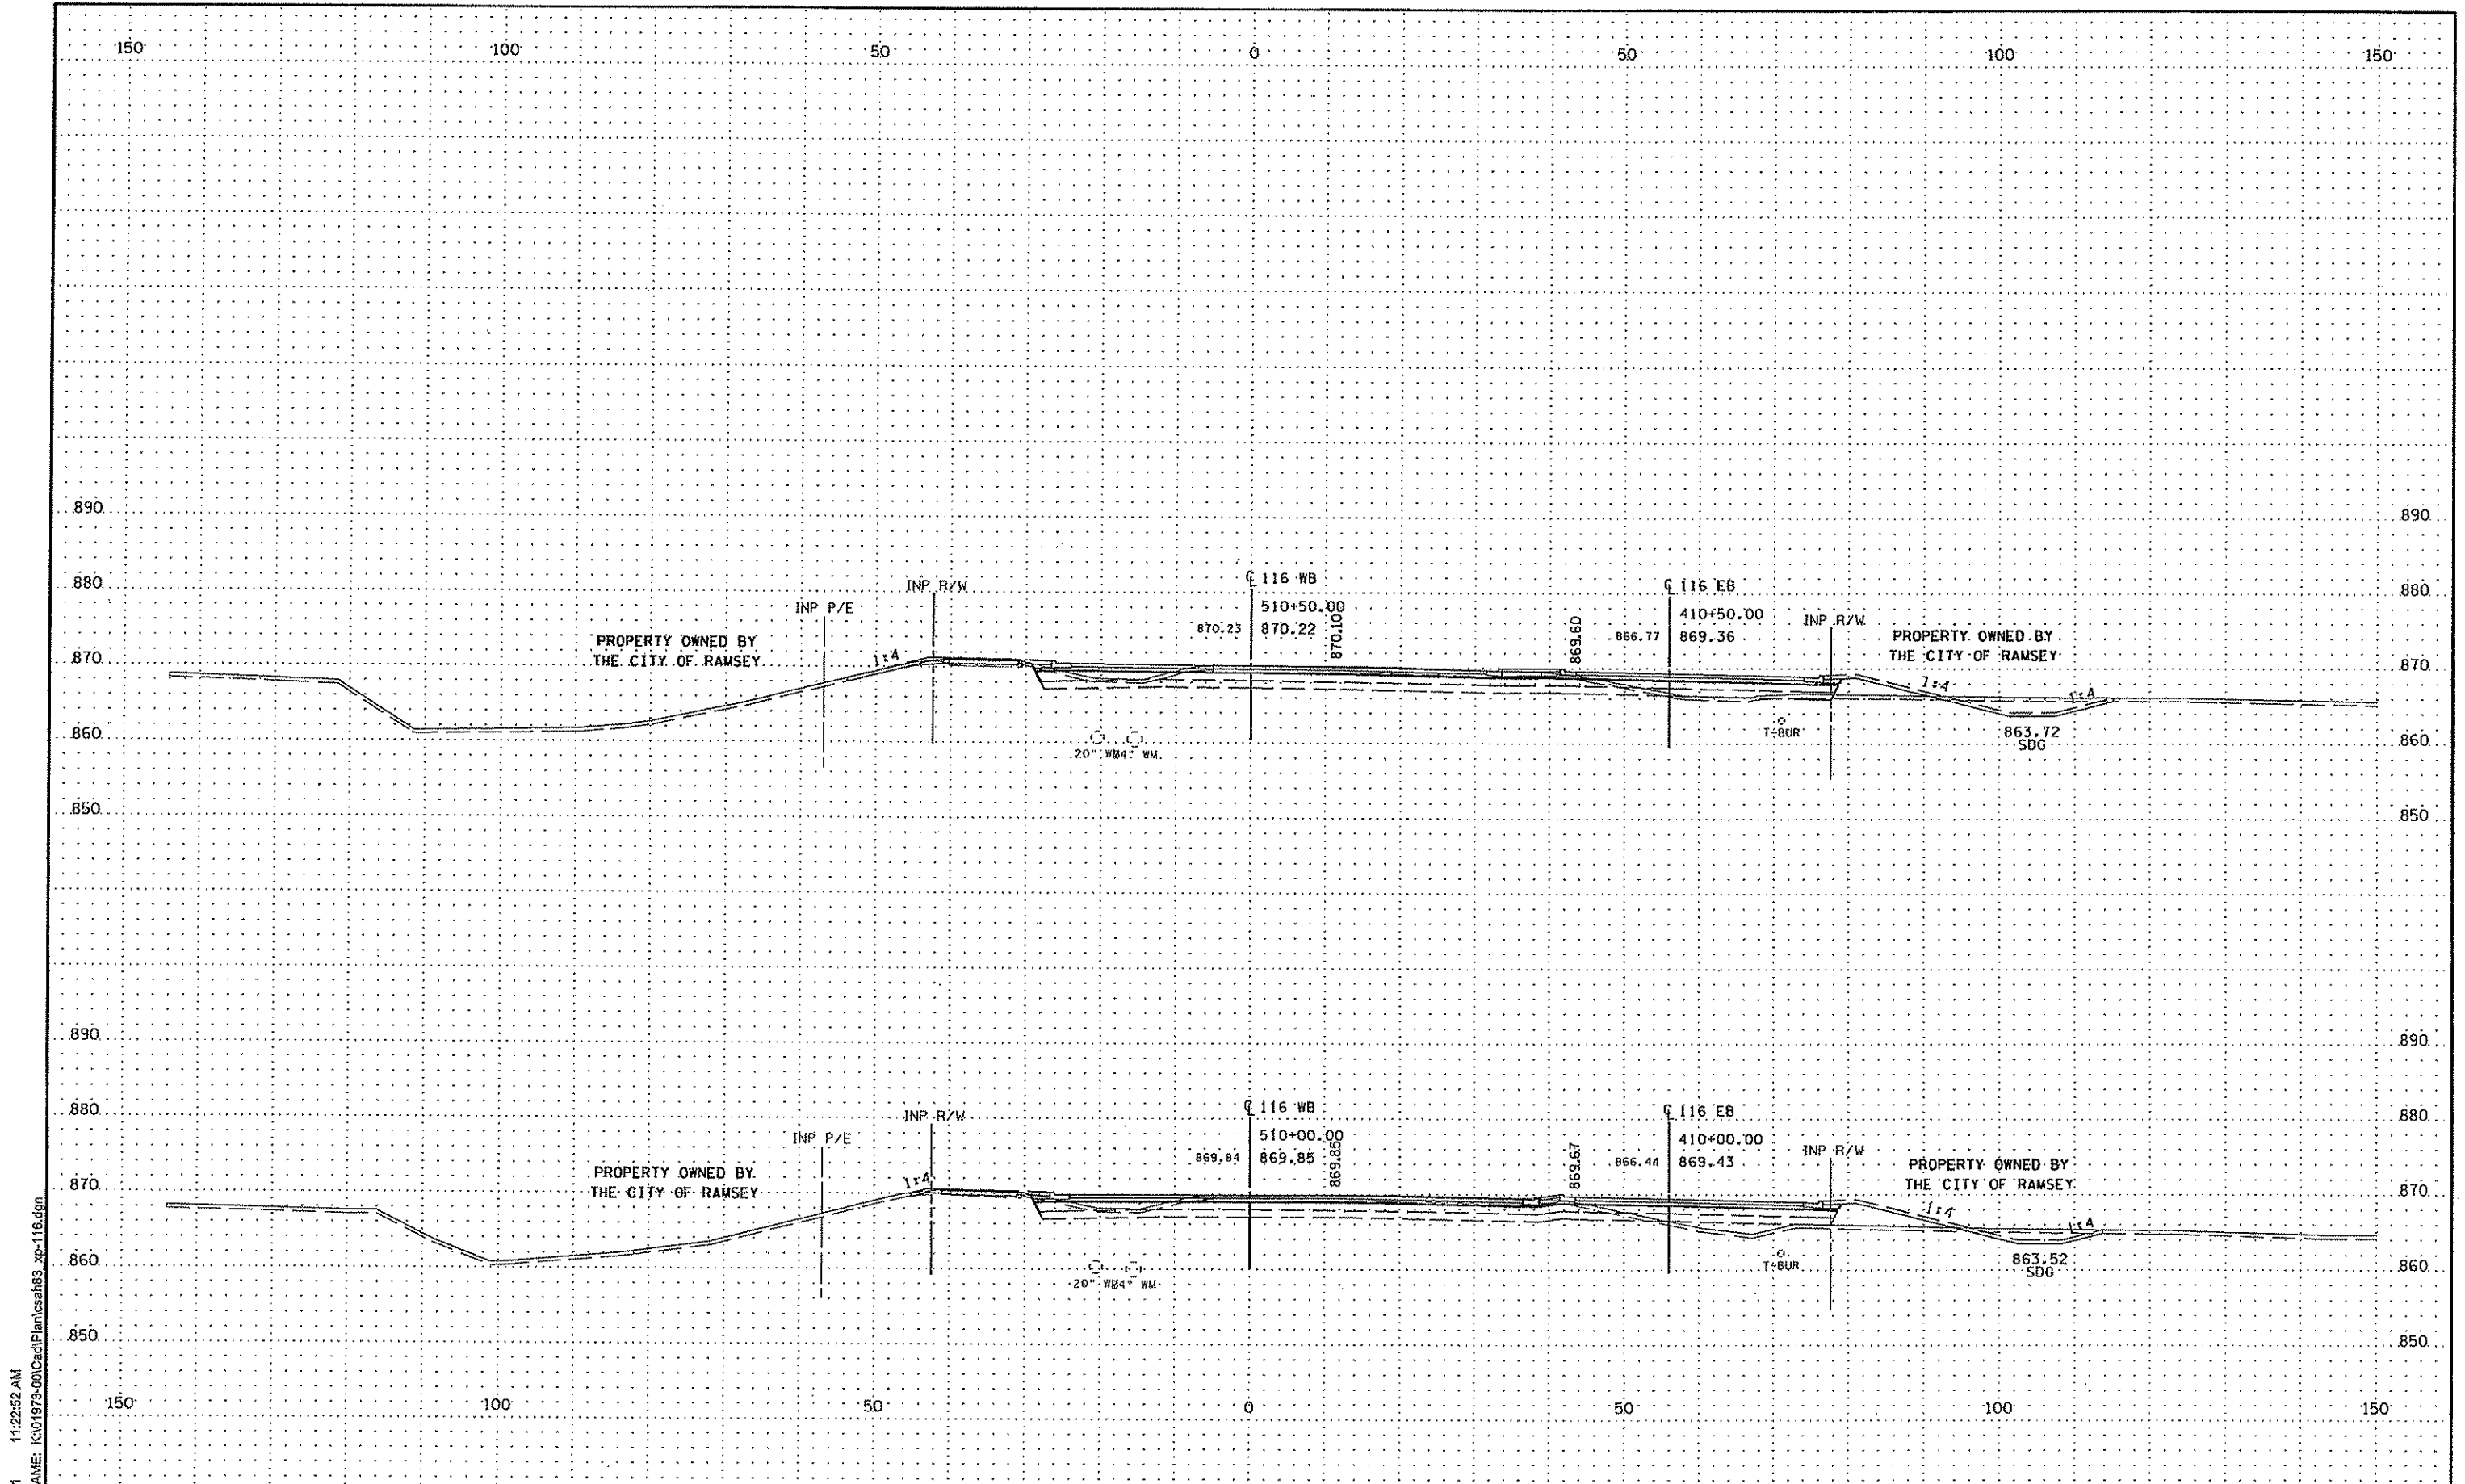 150 100 50 0 50 100 150
890 890
880 880
℄ 116 WB
510+50.00
870.23 870.22
870.10
869.60
℄ 116 EB
410+50.00
866.77 869.36
INP R/W
INP P/E
INP R/W
PROPERTY OWNED BY
THE CITY OF RAMSEY
PROPERTY OWNED BY
THE CITY OF RAMSEY
870 870
1:4
1:4
1:4
860 860
20" WM
WM
T-BUR
863.72
SDG
850 850
890 890
880 880
℄ 116 WB
510+00.00
869.84 869.85
869.85
869.67
℄ 116 EB
410+00.00
866.44 869.43
INP R/W
INP P/E
INP R/W
PROPERTY OWNED BY
THE CITY OF RAMSEY
PROPERTY OWNED BY
THE CITY OF RAMSEY
870 870
1:4
1:4
1:4
860 860
20" WM
WM
T-BUR
863.52
SDG
850 850
150 100 50 0 50 100 150
11:22:52 AM
AME: K:\01973-00\Cad\Plan\csah83_xp-116.dgn